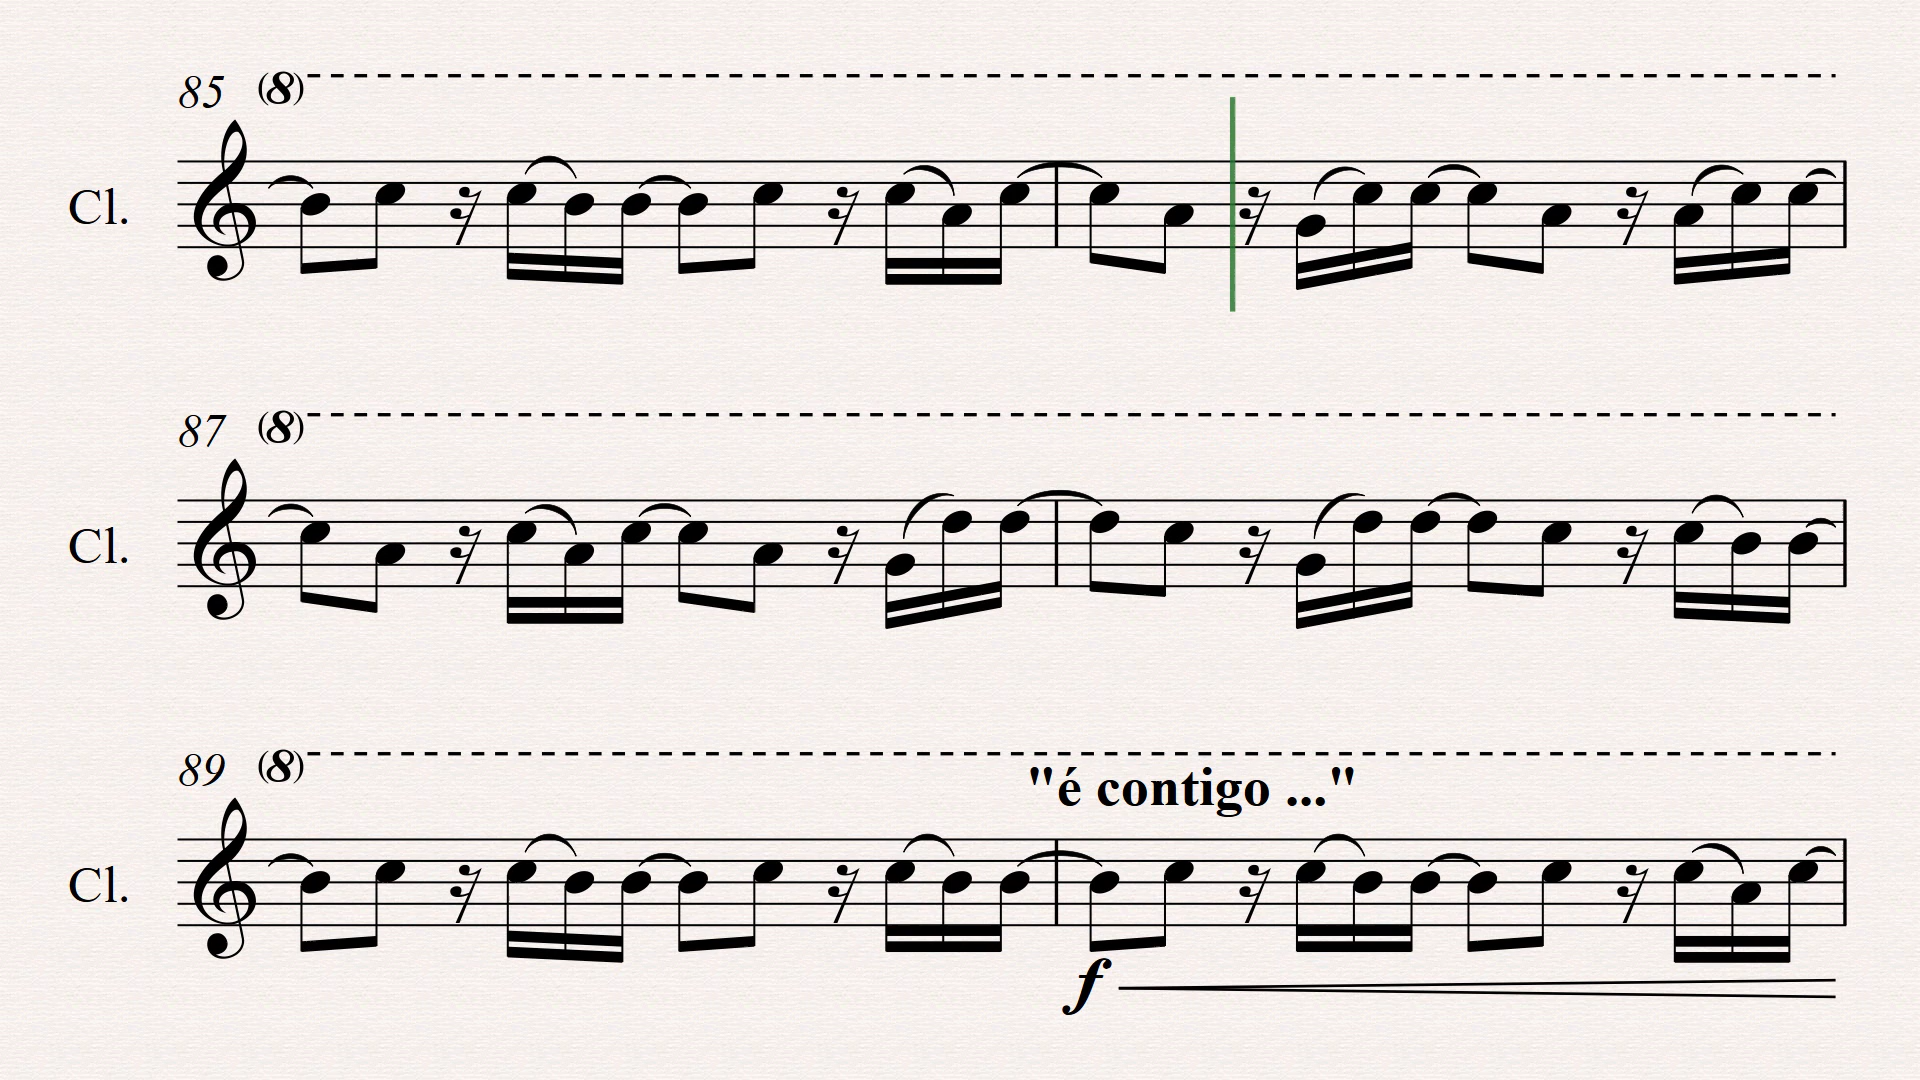 85 (8)
Cl.
87 (8)
Cl.
89 (8)
"é contigo ..."
Cl.
f